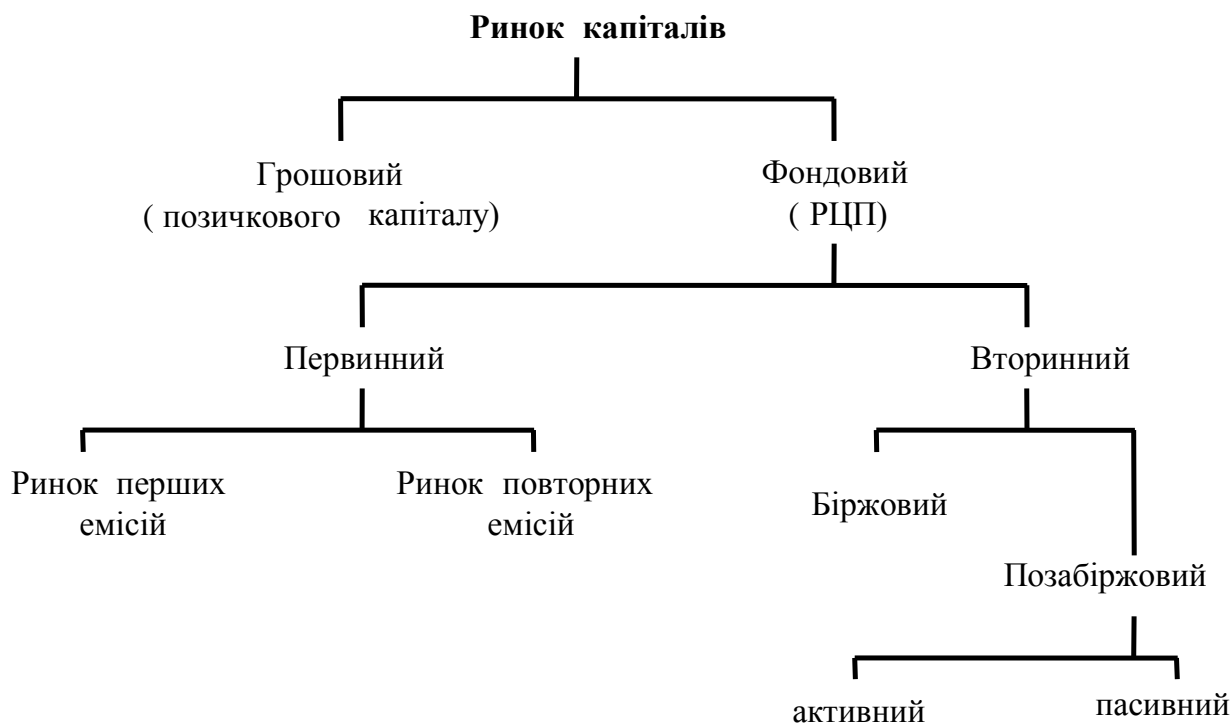 Ринок капіталів
Грошовий
( позичкового капіталу)
Фондовий
( РЦП)
Первинний
Вторинний
Ринок перших
емісій
Ринок повторних
емісій
Біржовий
Позабіржовий
активний
пасивний